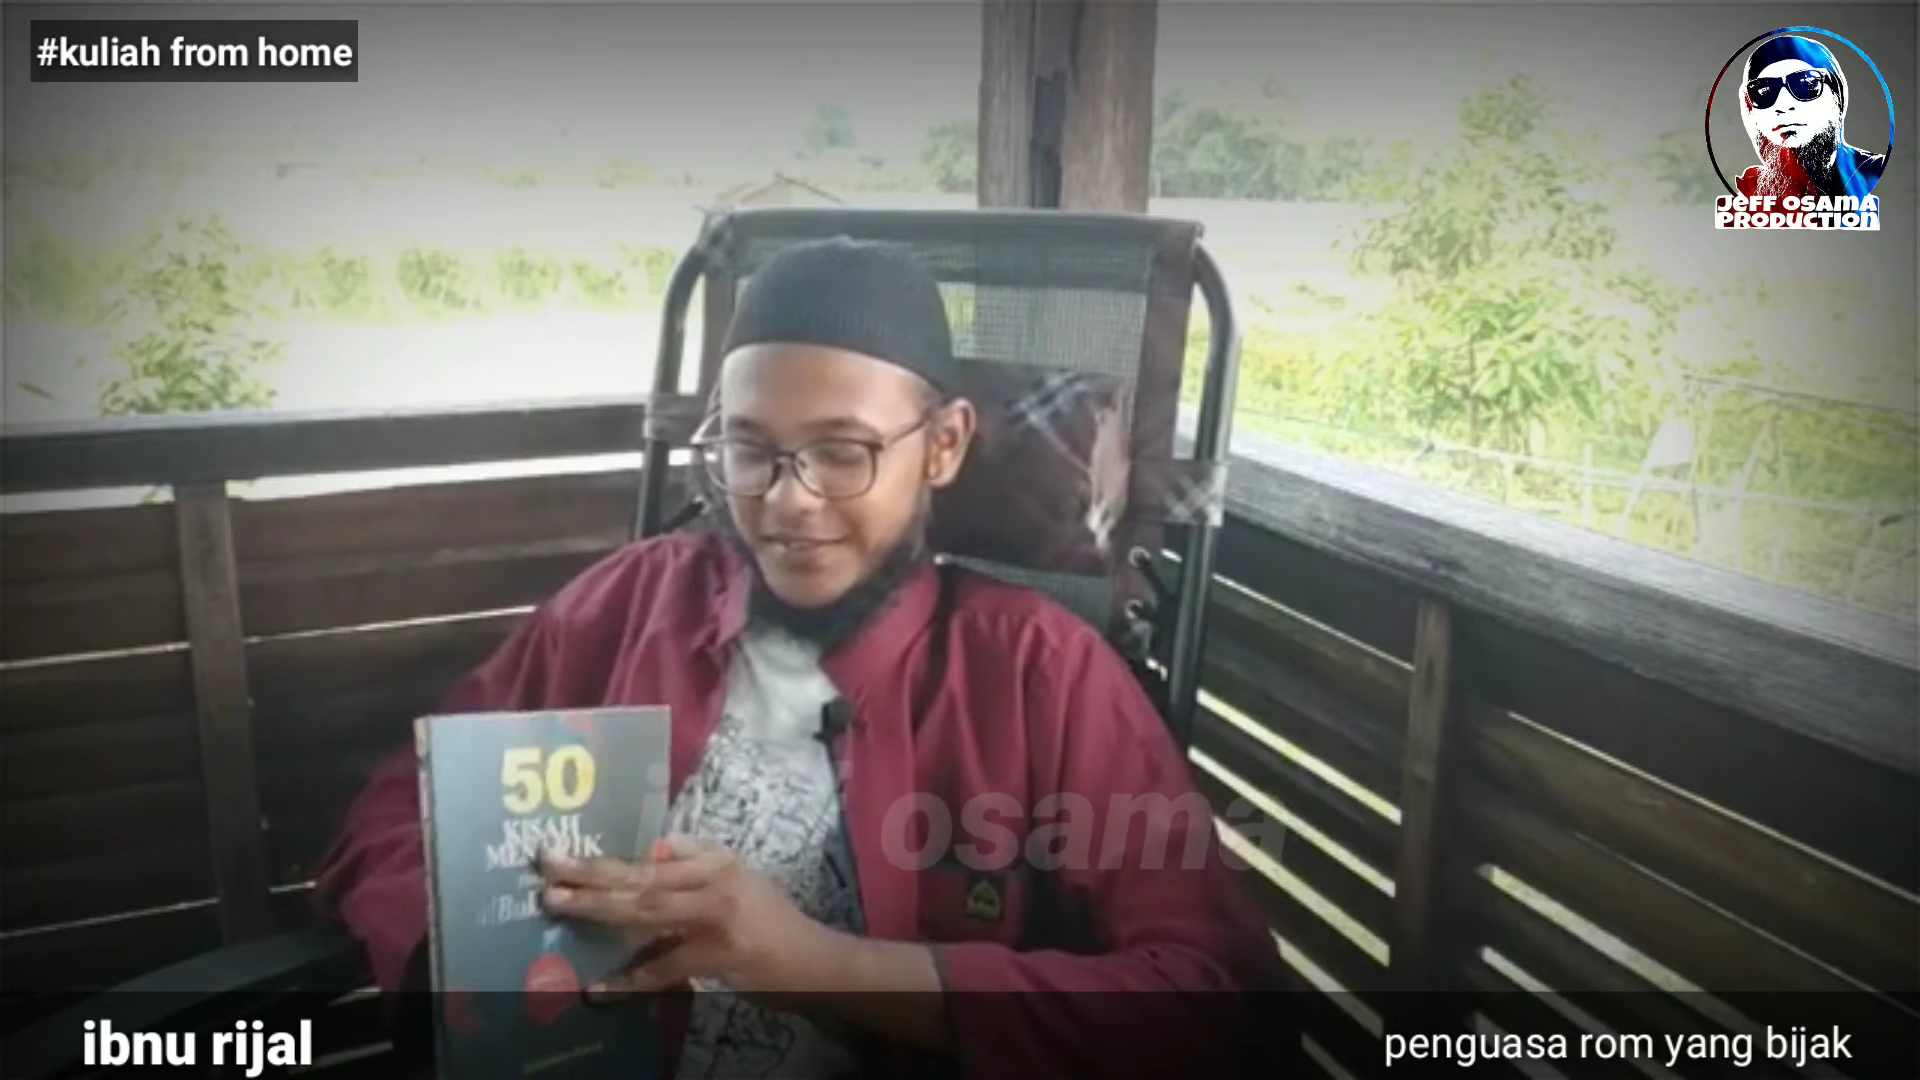 #kuliah from home
JEFF OSAMA
PRODUCTION
50
KISAH
MENARIK
osama
ibnu rijal
penguasa rom yang bijak